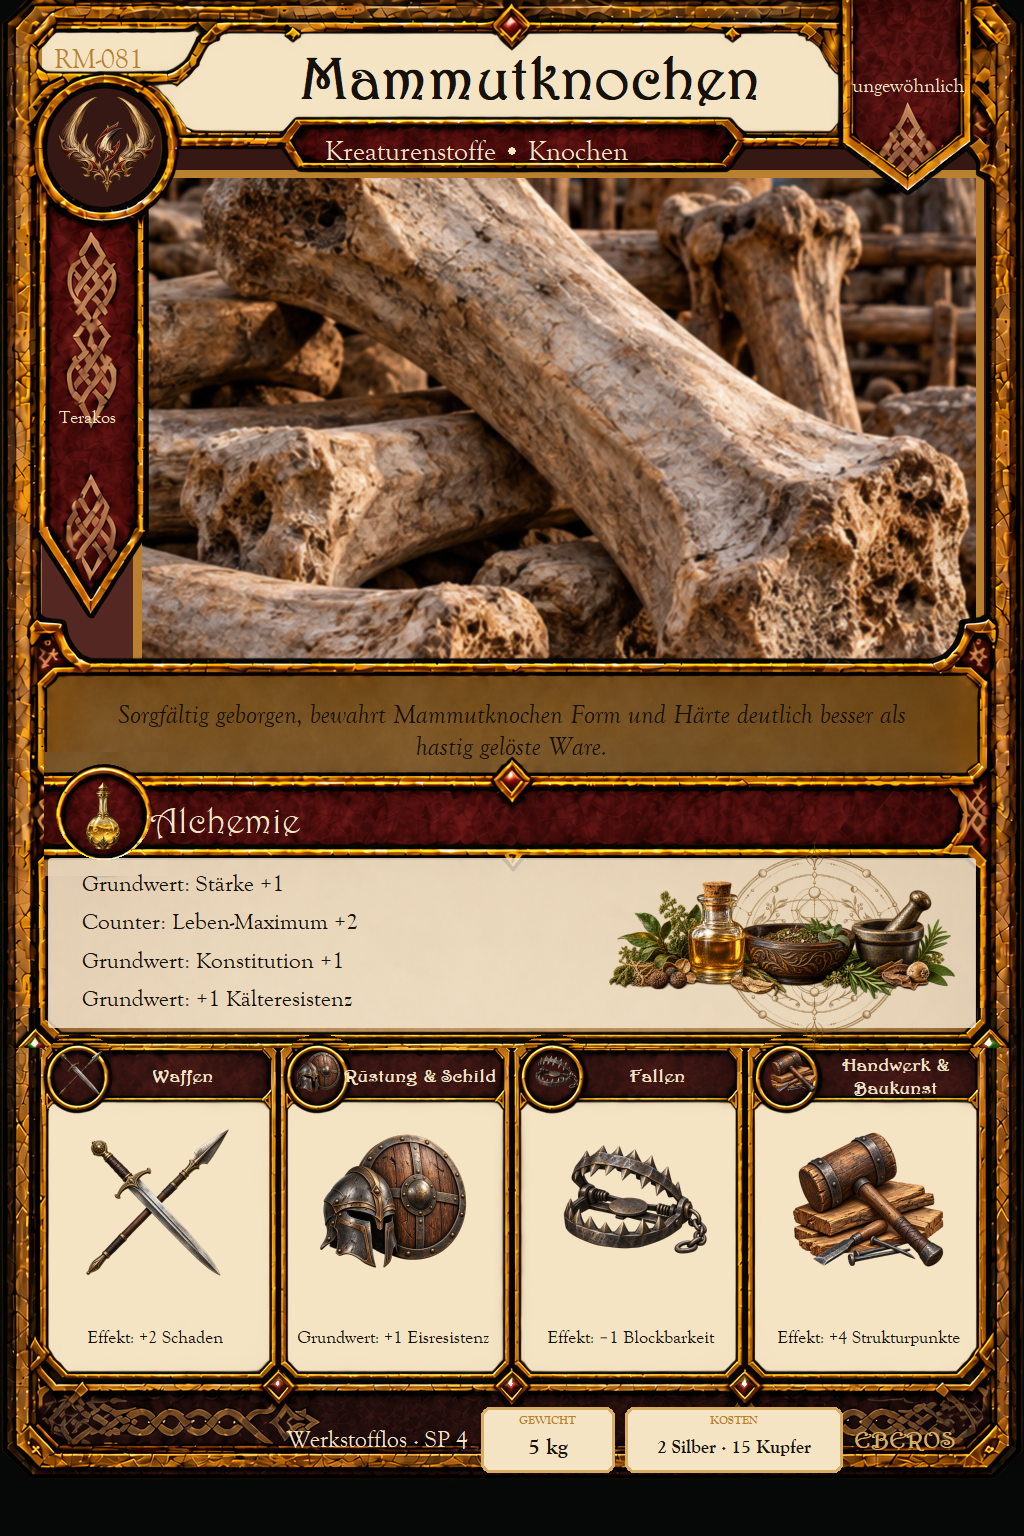 RM-081
Mammutknochen
ungewöhnlich
Kreaturenstoffe • Knochen
Terakos
Sorgfältig geborgen, bewahrt Mammutknochen Form und Härte deutlich besser als
hastig gelöste Ware.
Alchemie
Grundwert: Stärke +1
Counter: Leben-Maximum +2
Grundwert: Konstitution +1
Grundwert: +1 Kälteresistenz
Waffen
Rüstung & Schild
Fallen
Handwerk &
Baukunst
Effekt: +2 Schaden
Grundwert: +1 Eisresistenz
Effekt: −1 Blockbarkeit
Effekt: +4 Strukturpunkte
Werkstofflos · SP 4
GEWICHT
5 kg
KOSTEN
2 Silber · 15 Kupfer
EBEROS